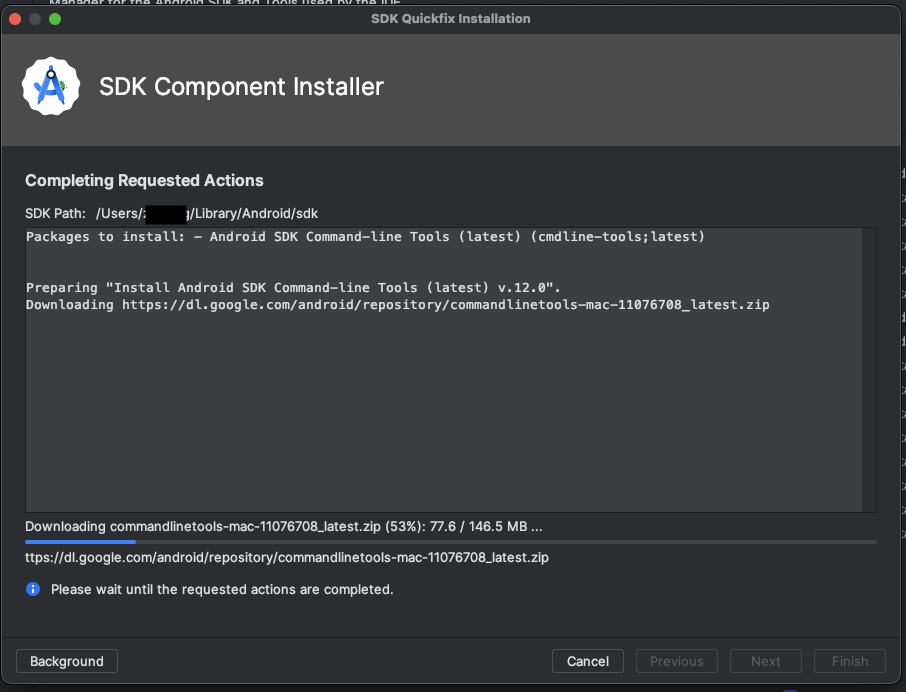 Manager for the Android SDK and Tools used by the IDE
SDK Quickfix Installation
SDK Component Installer
Completing Requested Actions
SDK Path: /Users/
/Library/Android/sdk
Packages to install: - Android SDK Command-line Tools (latest) (cmdline-tools;latest)
Preparing "Install Android SDK Command-line Tools (latest) v.12.0".
Downloading https://dl.google.com/android/repository/commandlinetools-mac-11076708_latest.zip
Downloading commandlinetools-mac-11076708_latest.zip (53%): 77.6 / 146.5 MB ...
ttps://dl.google.com/android/repository/commandlinetools-mac-11076708_latest.zip
Please wait until the requested actions are completed.
Background
Cancel
Previous
Next
Finish